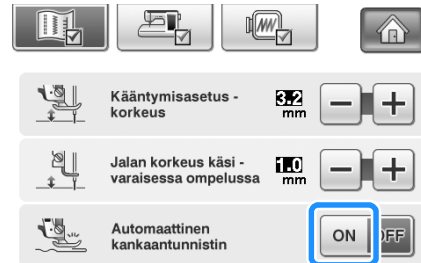 Kääntymisasetus -
korkeus
3.2
mm
Jalan korkeus käsi -
varaisessa ompelussa
1.0
mm
Automaattinen
kankaantunnistin
ON
OFF